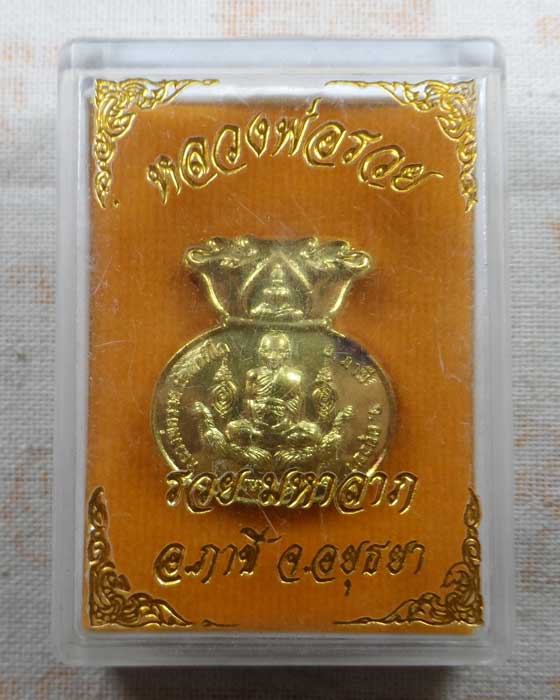 หลวงพ่อรวย
รวย มหาลาภ
อ.ภาชี จ.อยุธยา